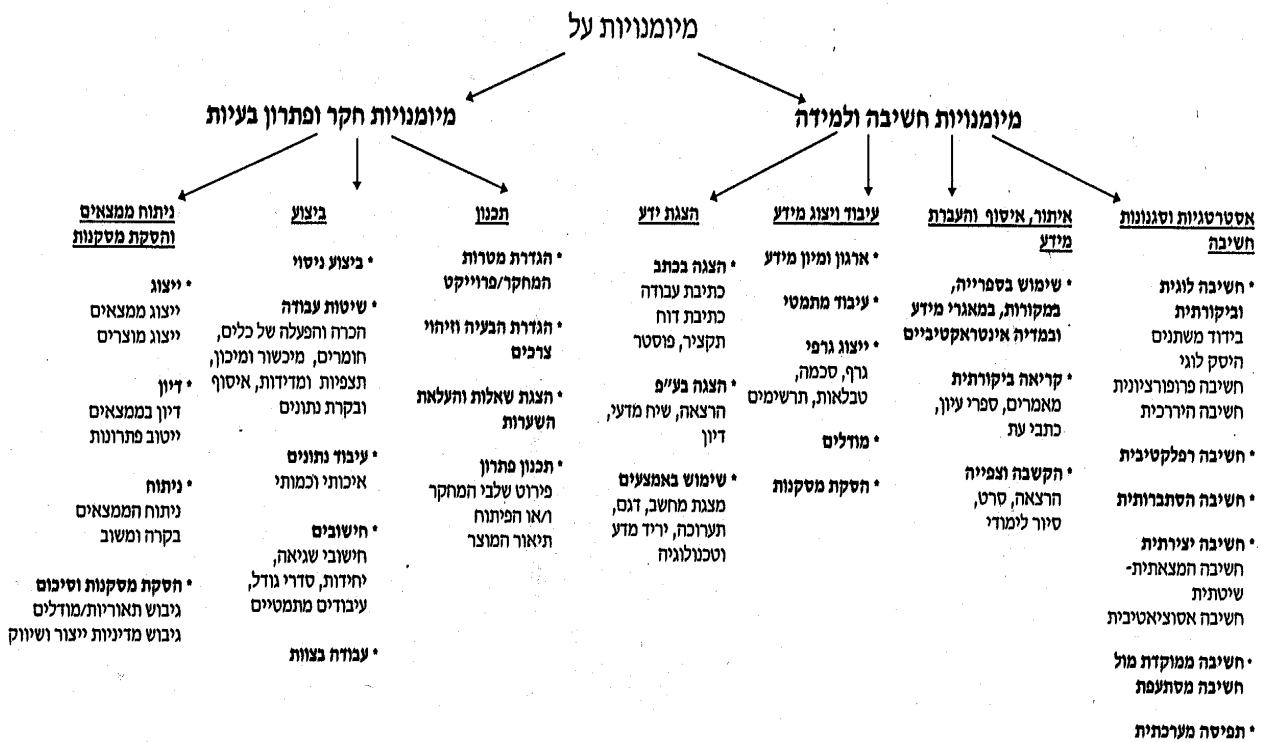 מיומנויות על
מיומנויות חשיבה ולמידה
מיומנויות חקר ופתרון בעיות
אסטרטגיות וסגנונות
חשיבה
* חשיבה לוגית
וביקורתית
בידוד משתנים
היסק לוגי
חשיבה פרופורציונית
חשיבה היררכית
* חשיבה רפלקטיבית
* חשיבה הסתברותית
* חשיבה יצירתית
חשיבה המצאתית-
שיטתית
חשיבה אסוציאטיבית
* חשיבה ממוקדת מול
חשיבה מסתעפת
* תפיסה מערכתית
איתור, איסוף והעברת
מידע
* שימוש בספרייה,
במקורות, במאגרי מידע
ובמדיה אינטראקטיביים
* קריאה ביקורתית
מאמרים, ספרי עיון,
כתבי עת
* הקשבה וצפייה
הרצאה, סרט,
סיור לימודי
עיבוד ויצוג מידע
* ארגון ומיון מידע
* עיבוד מתמטי
* ייצוג גרפי
גרף, סכמה,
טבלאות, תרשימים
* מודלים
* הסקת מסקנות
הצגת ידע
* הצגה בכתב
כתיבת עבודה
כתיבת דוח
תקציר, פוסטר
* הצגה בע"פ
הרצאה, שיח מדעי,
דיון
* שימוש באמצעים
מצגת מחשב, דגם,
תערוכה, יריד מדע
וטכנולוגיה
תכנון
* הגדרת מטרות
המחקר/פרוייקט
* הגדרת הבעיה וזיהוי
צרכים
* הצגת שאלות והעלאת
השערות
* תכנון פתרון
פירוט שלבי המחקר
ו/או הפיתוח
תיאור המוצר
ביצוע
* ביצוע ניסוי
* שיטות עבודה
הכרה והפעלה של כלים,
חומרים, מיכשור ומיכון,
תצפיות ומדידות, איסוף
ובקרת נתונים
* עיבוד נתונים
איכותי וכמותי
* חישובים
חישובי שגיאה,
יחידות, סדרי גודל,
עיבודים מתמטיים
* עבודה בצוות
ניתוח ממצאים
והסקת מסקנות
* ייצוג
ייצוג ממצאים
ייצוג מוצרים
* דיון
דיון בממצאים
ייטוב פתרונות
* ניתוח
ניתוח הממצאים
בקרה ומשוב
* הסקת מסקנות וסיכום
גיבוש תאוריות/מודלים
גיבוש מדיניות ייצור ושיווק